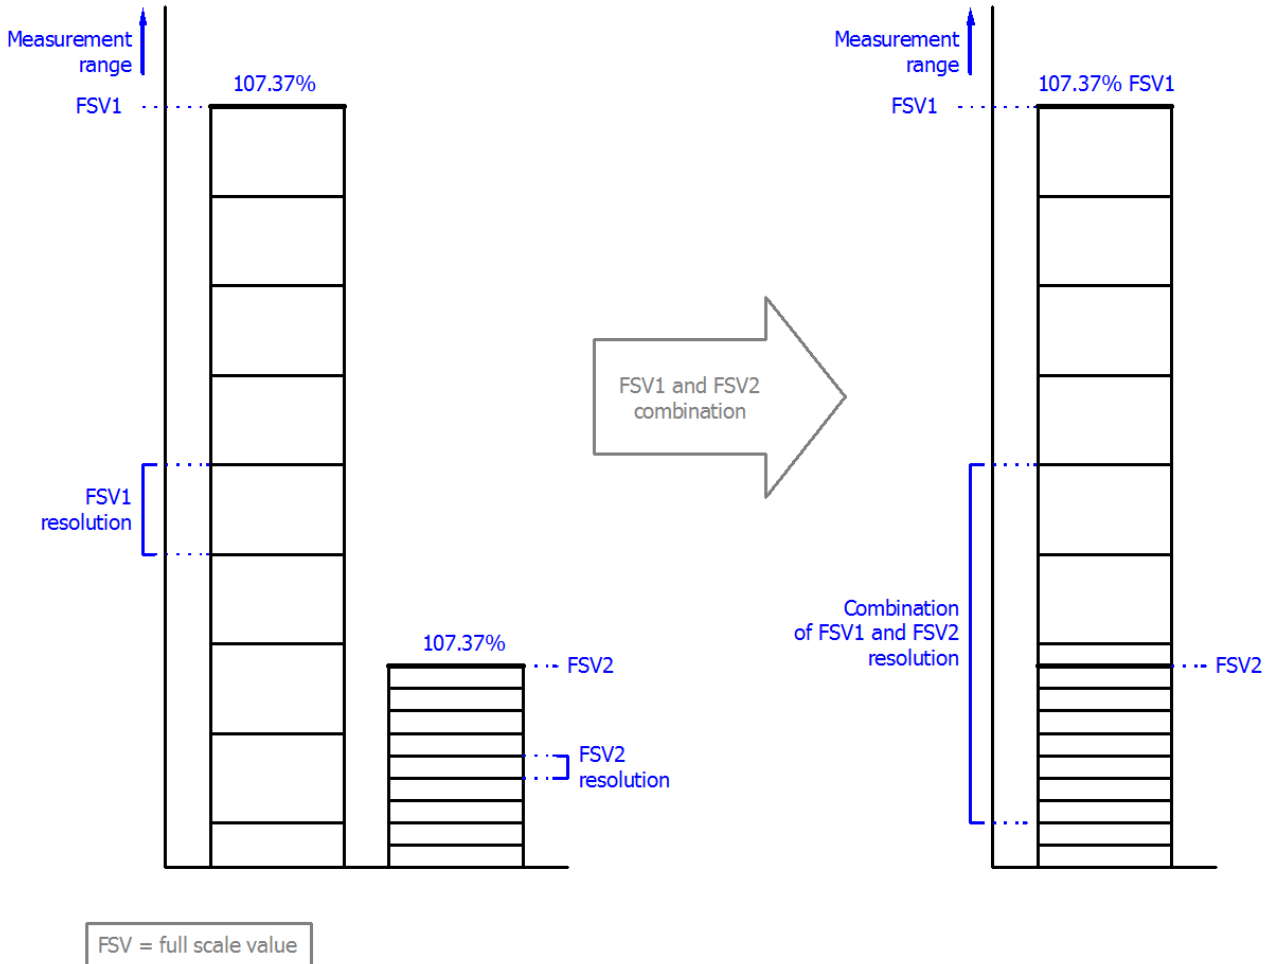 Measurement
range
107.37%
FSV1
FSV1
resolution
107.37%
FSV2
FSV2
resolution
FSV1 and FSV2
combination
Measurement
range
107.37% FSV1
FSV1
Combination
of FSV1 and FSV2
resolution
FSV2
FSV = full scale value